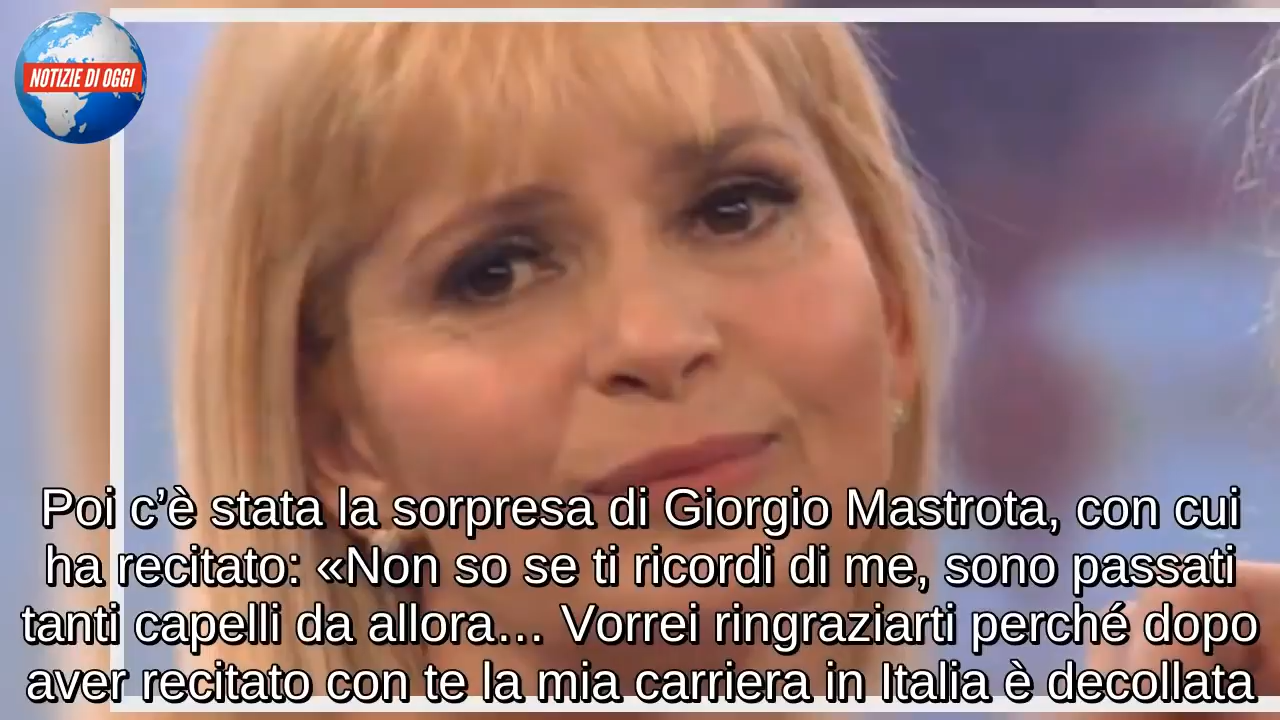 NOTIZIE DI OGGI
Poi c’è stata la sorpresa di Giorgio Mastrota, con cui
ha recitato: «Non so se ti ricordi di me, sono passati
tanti capelli da allora… Vorrei ringraziarti perché dopo
aver recitato con te la mia carriera in Italia è decollata